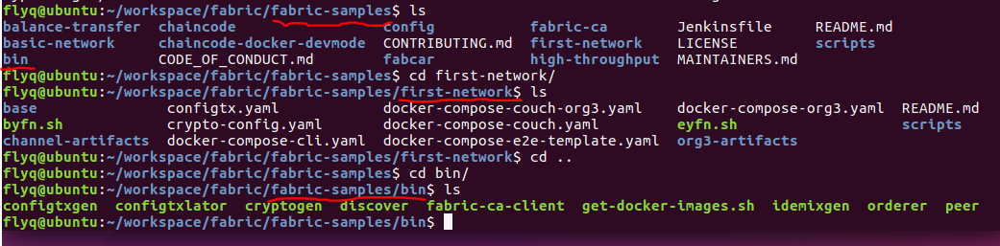 flyq@ubuntu:~/workspace/fabric/fabric-samples$ ls
balance-transfer chaincode config fabric-ca Jenkinsfile README.md
basic-network chaincode-docker-devmode CONTRIBUTING.md first-network LICENSE scripts
bin CODE_OF_CONDUCT.md fabcar high-throughput MAINTAINERS.md
flyq@ubuntu:~/workspace/fabric/fabric-samples$ cd first-network/
flyq@ubuntu:~/workspace/fabric/fabric-samples/first-network$ ls
base configtx.yaml docker-compose-couch-org3.yaml docker-compose-org3.yaml README.md
byfn.sh crypto-config.yaml docker-compose-couch.yaml eyfn.sh scripts
channel-artifacts docker-compose-cli.yaml docker-compose-e2e-template.yaml org3-artifacts
flyq@ubuntu:~/workspace/fabric/fabric-samples/first-network$ cd ..
flyq@ubuntu:~/workspace/fabric/fabric-samples$ cd bin/
flyq@ubuntu:~/workspace/fabric/fabric-samples/bin$ ls
configtxgen configtxlator cryptogen discover fabric-ca-client get-docker-images.sh idemixgen orderer peer
flyq@ubuntu:~/workspace/fabric/fabric-samples/bin$